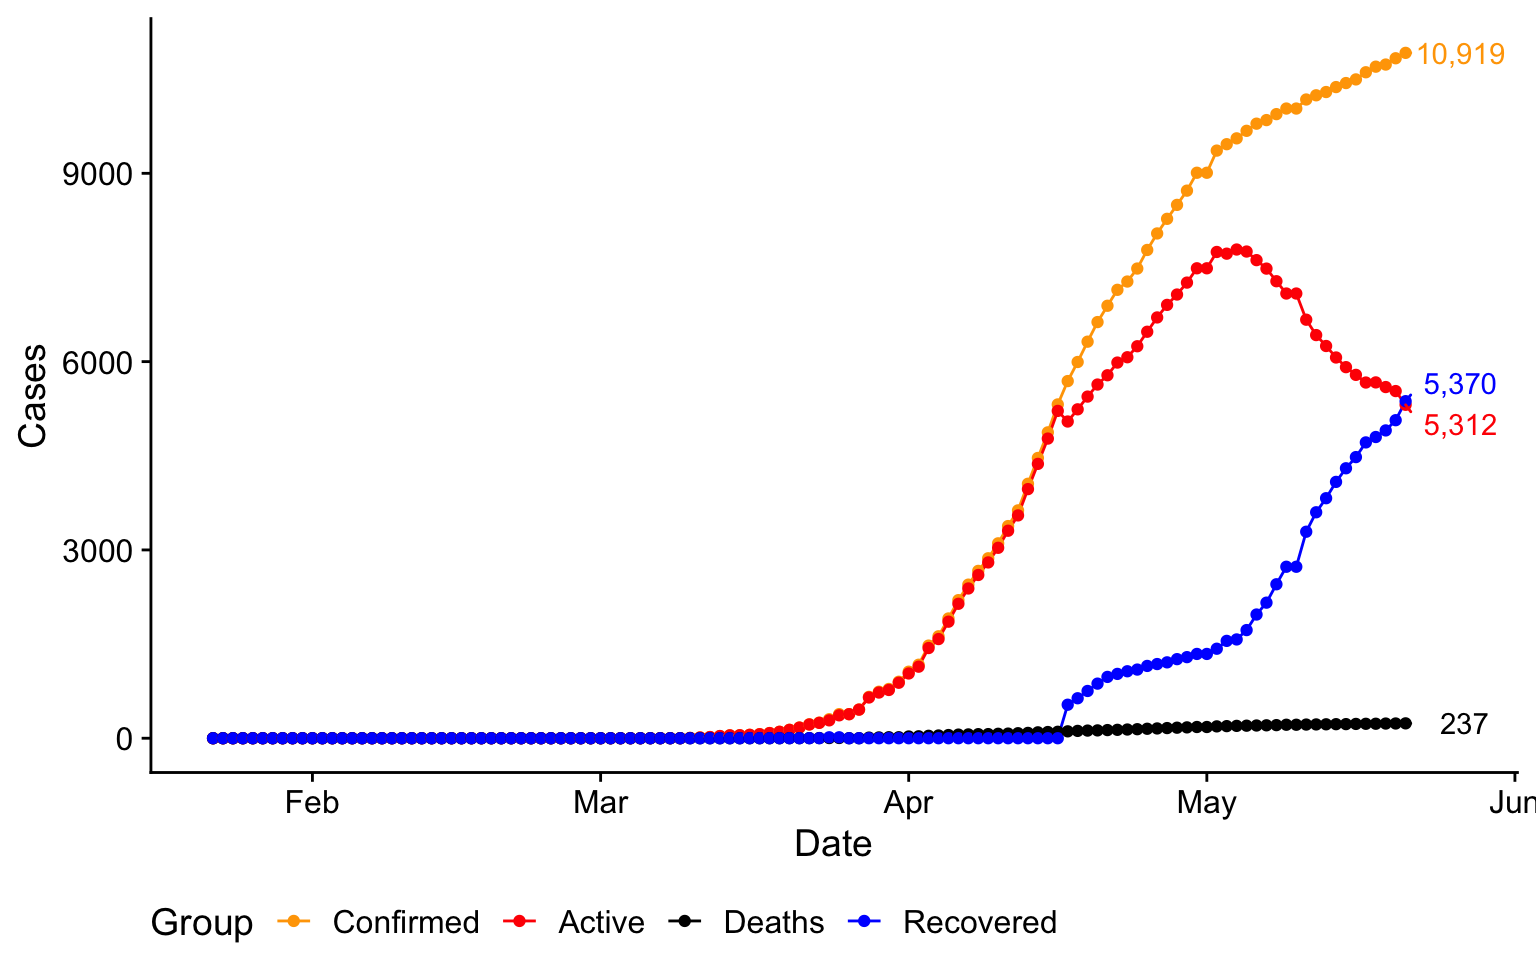 10,919
9000
6000
5,370
5,312
3000
237
0
Cases
Feb Mar Apr May Jun
Date
Group Confirmed Active Deaths Recovered